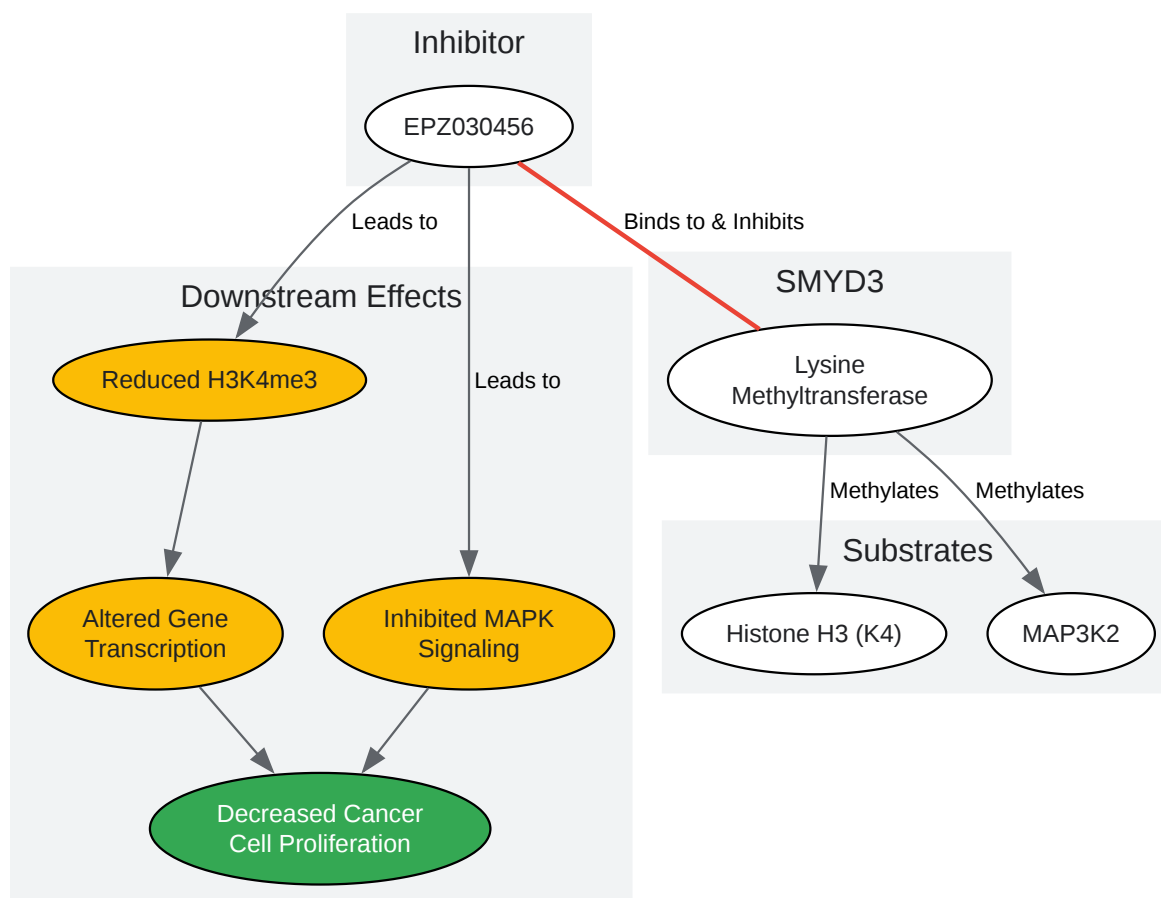 Inhibitor
EPZ030456
Leads to
Binds to & Inhibits
SMYD3
Downstream Effects
Reduced H3K4me3
Leads to
Lysine
Methyltransferase
Methylates
Methylates
Substrates
Altered Gene
Transcription
Inhibited MAPK
Signaling
Histone H3 (K4)
MAP3K2
Decreased Cancer
Cell Proliferation